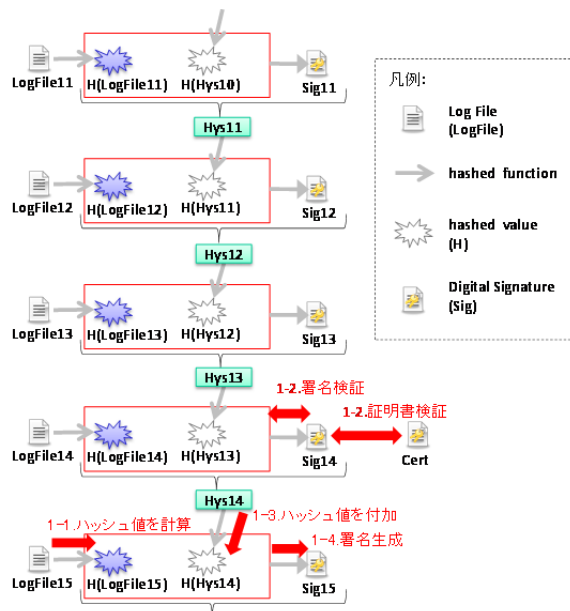 LogFile11
H(LogFile11)
H(Hys10)
Sig11
Hys11
LogFile12
H(LogFile12)
H(Hys11)
Sig12
Hys12
LogFile13
H(LogFile13)
H(Hys12)
Sig13
Hys13
1-2.署名検証
1-2.証明書検証
LogFile14
H(LogFile14)
H(Hys13)
Sig14
Cert
Hys14
1-1.ハッシュ値を計算
1-3.ハッシュ値を付加
1-4.署名生成
LogFile15
H(LogFile15)
H(Hys14)
Sig15
凡例:
Log File
(LogFile)
hashed function
hashed value
(H)
Digital Signature
(Sig)